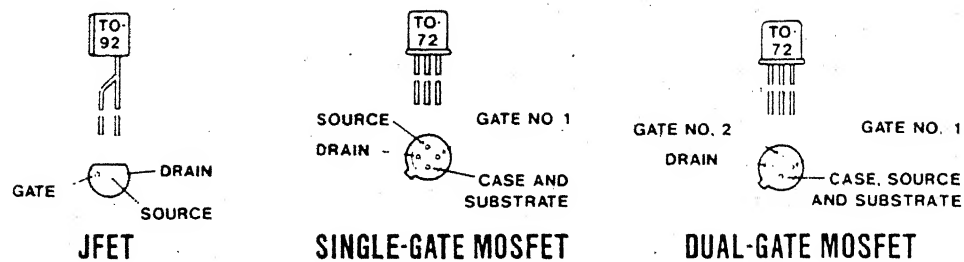 TO-
92
GATE
DRAIN
SOURCE
JFET
TO-
72
SOURCE
GATE NO 1
DRAIN
CASE AND
SUBSTRATE
SINGLE-GATE MOSFET
TO-
72
GATE NO. 2
GATE NO. 1
DRAIN
CASE, SOURCE
AND SUBSTRATE
DUAL-GATE MOSFET